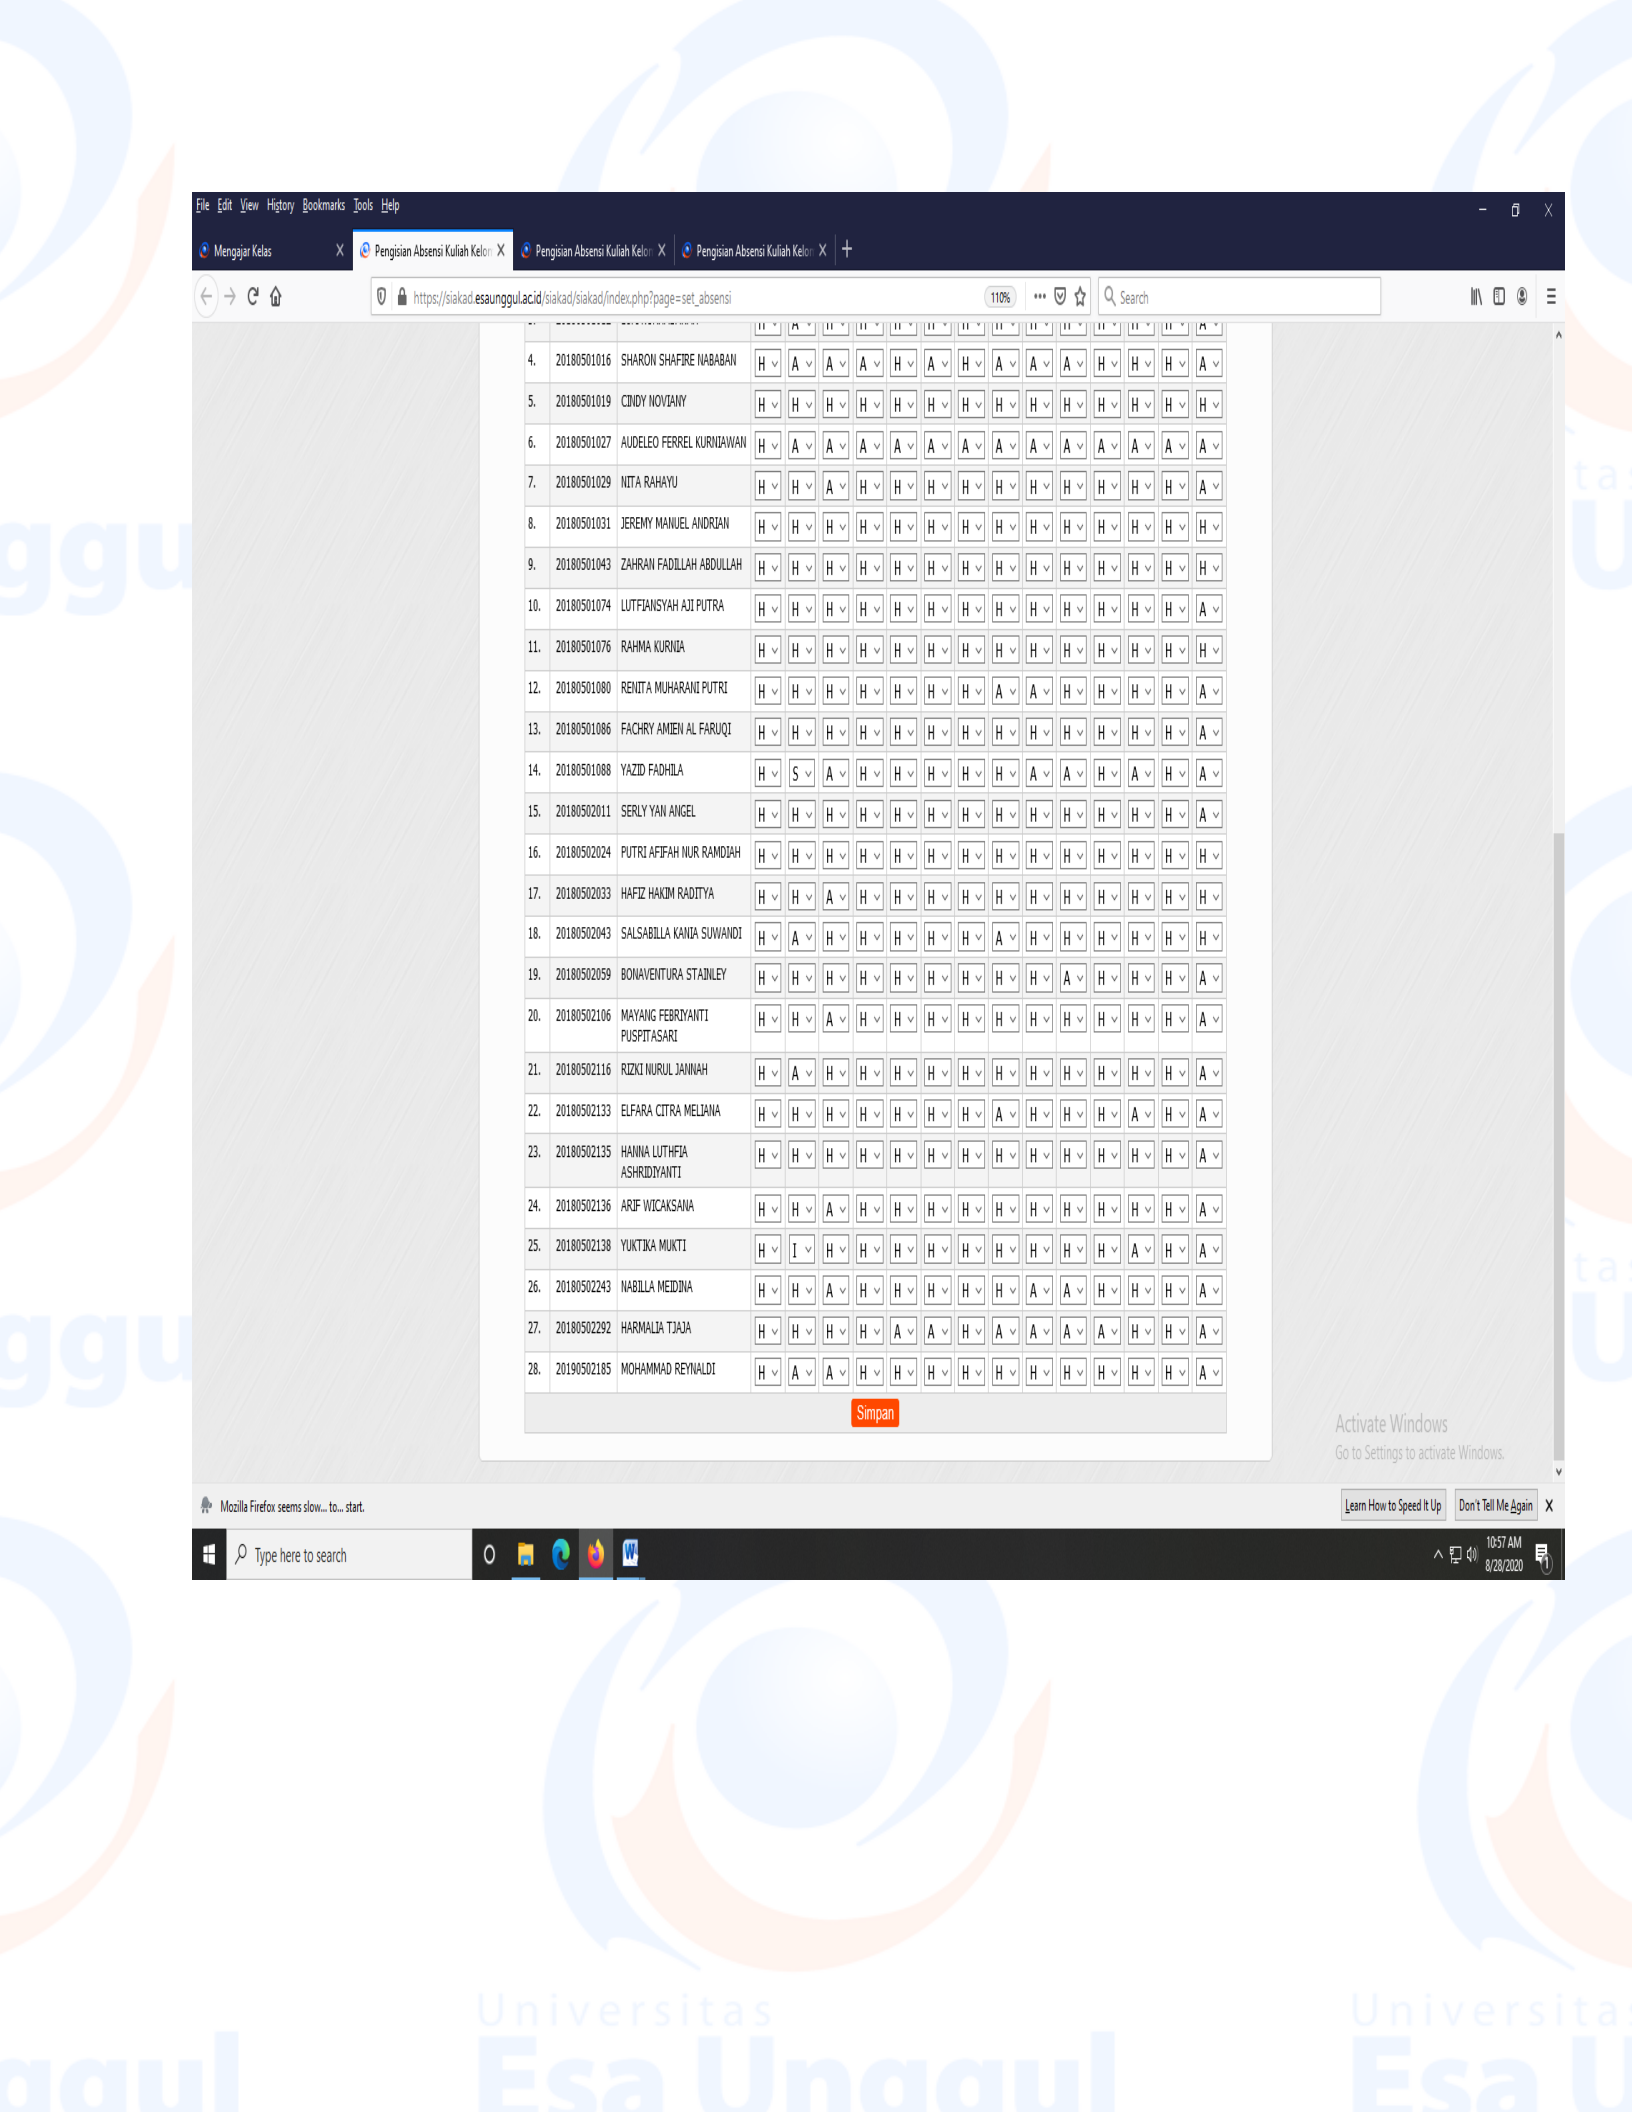 File Edit View History Bookmarks Tools Help
Mengajar Kelas X Pengisian Absensi Kuliah Kelom X Pengisian Absensi Kuliah Kelon X Pengisian Absensi Kuliah Kelon X +
https://siakad.esaunggul.ac.id/siakad/siakad/index.php?page=set_absensi 110% Search
4. 20180501016 SHARON SHAFIRE NABABAN H A A A H A H A A A H H H A
5. 20180501019 CINDY NOVIANY H H H H H H H H H H H H H H
6. 20180501027 AUDELEO FERREL KURNIAWAN H A A A A A A A A A A A A A
7. 20180501029 NITA RAHAYU H H A H H H H H H H H H H A
8. 20180501031 JEREMY MANUEL ANDRIAN H H H H H H H H H H H H H H
9. 20180501043 ZAHRAN FADILLAH ABDULLAH H H H H H H H H H H H H H H
10. 20180501074 LUTFIANSYAH AJI PUTRA H H H H H H H H H H H H H A
11. 20180501076 RAHMA KURNIA H H H H H H H H H H H H H H
12. 20180501080 RENITA MUHARANI PUTRI H H H H H H H A A H H H H A
13. 20180501086 FACHRY AMIEN AL FARUQI H H H H H H H H H H H H H A
14. 20180501088 YAZID FADHILA H S A H H H H H A A H A H A
15. 20180502011 SERLY YAN ANGEL H H H H H H H H H H H H H A
16. 20180502024 PUTRI AFIFAH NUR RAMDIAH H H H H H H H H H H H H H H
17. 20180502033 HAFIZ HAKIM RADITYA H H A H H H H H H H H H H H
18. 20180502043 SALSABILLA KANIA SUWANDI H A H H H H H A H H H H H H
19. 20180502059 BONAVENTURA STAINLEY H H H H H H H H H A H H H A
20. 20180502106 MAYANG FEBRIYANTI H H A H H H H H H H H H H A
PUSPITASARI
21. 20180502116 RIZKI NURUL JANNAH H A H H H H H H H H H H H A
22. 20180502133 ELFARA CITRA MELIANA H H H H H H H A H H H A H A
23. 20180502135 HANNA LUTHFIA H H H H H H H H H H H H H A
ASHRIDIYANTI
24. 20180502136 ARIF WICAKSANA H H A H H H H H H H H H H A
25. 20180502138 YUKTIKA MUKTI H I H H H H H H H H H A H A
26. 20180502243 NABILLA MEIDINA H H A H H H H H A A H H H A
27. 20180502292 HARMALIA TJAJA H H H H A A H A A A A H H A
28. 20190502185 MOHAMMAD REYNALDI H A A H H H H H H H H H H A
Simpan
Activate Windows
Go to Settings to activate Windows.
Mozilla Firefox seems slow... to... start. Learn How to Speed It Up Don't Tell Me Again X
Type here to search 10:57 AM
8/28/2020
Universitas Universitas
Esa Unggul Esa U